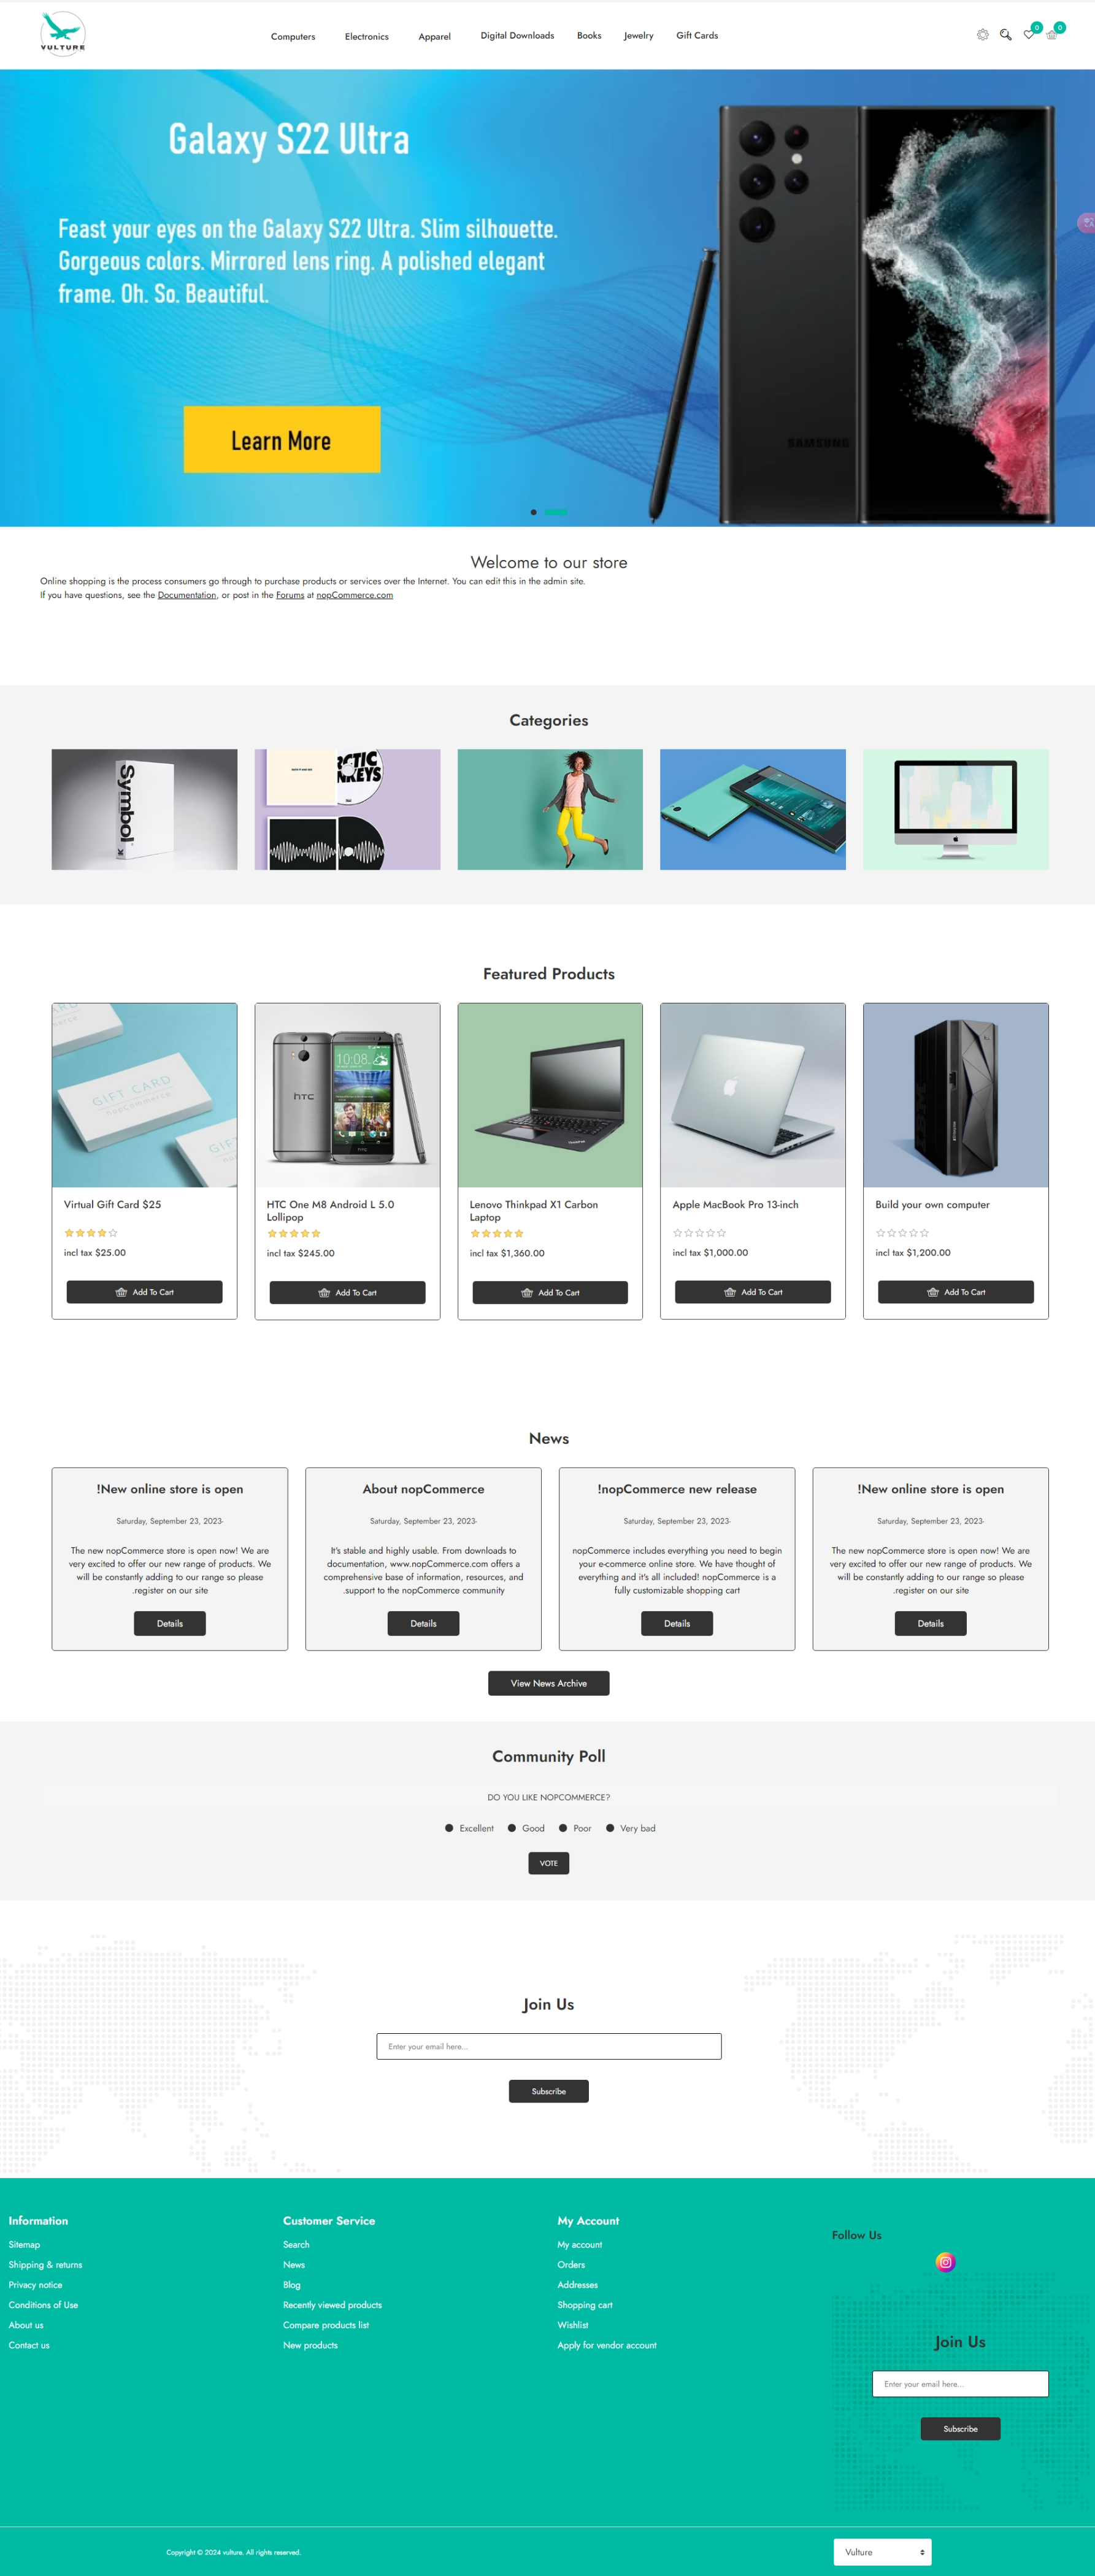 VULTURE
Computers
Electronics
Apparel
Digital Downloads
Books
Jewelry
Gift Cards
0
0
Galaxy S22 Ultra
Feast your eyes on the Galaxy S22 Ultra. Slim silhouette.
Gorgeous colors. Mirrored lens ring. A polished elegant
frame. Oh. So. Beautiful.
Learn More
SAMSUNG
Welcome to our store
Online shopping is the process consumers go through to purchase products or services over the Internet. You can edit this in the admin site.
If you have questions, see the Documentation, or post in the Forums at nopCommerce.com
Categories
Symbol
CTIC
NKEYS
Featured Products
GIFT CARD
nopCommerce
hTC
10:08
Virtual Gift Card $25
incl tax $25.00
Add To Cart
HTC One M8 Android L 5.0
Lollipop
incl tax $245.00
Add To Cart
Lenovo Thinkpad X1 Carbon
Laptop
incl tax $1,360.00
Add To Cart
Apple MacBook Pro 13-inch
incl tax $1,000.00
Add To Cart
Build your own computer
incl tax $1,200.00
Add To Cart
News
!New online store is open
Saturday, September 23, 2023-
The new nopCommerce store is open now! We are
very excited to offer our new range of products. We
will be constantly adding to our range so please
.register on our site
Details
About nopCommerce
Saturday, September 23, 2023-
It's stable and highly usable. From downloads to
documentation, www.nopCommerce.com offers a
comprehensive base of information, resources, and
.support to the nopCommerce community
Details
!nopCommerce new release
Saturday, September 23, 2023-
nopCommerce includes everything you need to begin
your e-commerce online store. We have thought of
everything and it's all included! nopCommerce is a
fully customizable shopping cart
Details
!New online store is open
Saturday, September 23, 2023-
The new nopCommerce store is open now! We are
very excited to offer our new range of products. We
will be constantly adding to our range so please
.register on our site
Details
View News Archive
Community Poll
DO YOU LIKE NOPCOMMERCE?
Excellent
Good
Poor
Very bad
VOTE
Join Us
Enter your email here...
Subscribe
Information
Sitemap
Shipping & returns
Privacy notice
Conditions of Use
About us
Contact us
Customer Service
Search
News
Blog
Recently viewed products
Compare products list
New products
My Account
My account
Orders
Addresses
Shopping cart
Wishlist
Apply for vendor account
Follow Us
Join Us
Enter your email here...
Subscribe
Copyright © 2024 vulture. All rights reserved.
Vulture